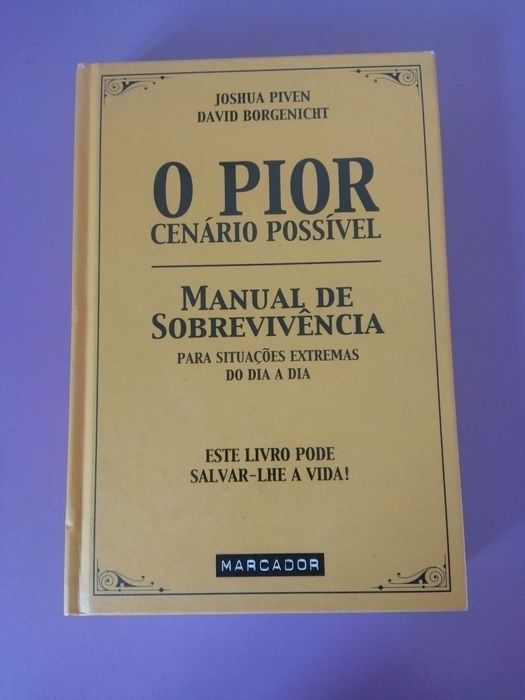 JOSHUA PIVEN
DAVID BORGENICHT
O PIOR
CENÁRIO POSSÍVEL
MANUAL DE
SOBREVIVÊNCIA
PARA SITUAÇÕES EXTREMAS
DO DIA A DIA
ESTE LIVRO PODE
SALVAR-LHE A VIDA!
MARCADOR